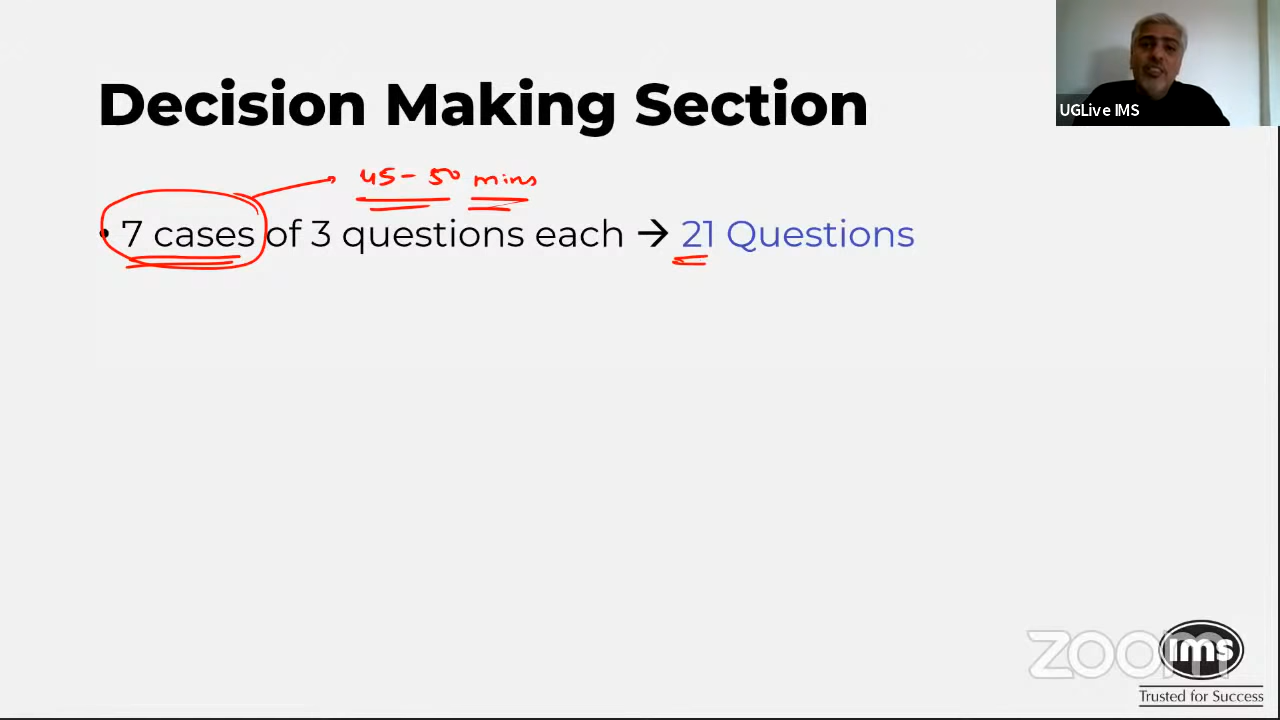 UGLive IMS
Decision Making Section
45 - 50 mins
• 7 cases of 3 questions each → 21 Questions
zoom
ims
Trusted for Success